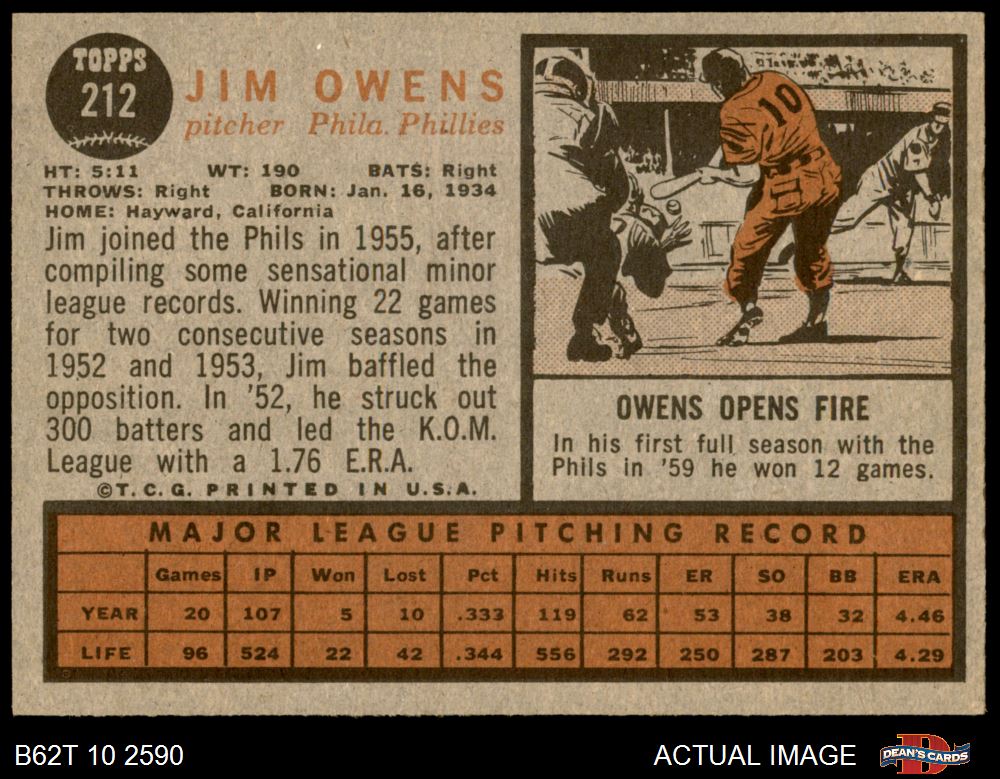 TOPPS
212
JIM OWENS
pitcher Phila. Phillies
HT: 5:11 WT: 190 BATS: Right
THROWS: Right BORN: Jan. 16, 1934
HOME: Hayward, California
Jim joined the Phils in 1955, after
compiling some sensational minor
league records. Winning 22 games
for two consecutive seasons in
1952 and 1953, Jim baffled the
opposition. In '52, he struck out
300 batters and led the K.O.M.
League with a 1.76 E.R.A.
©T.C.G. PRINTED IN U.S.A.
10
OWENS OPENS FIRE
In his first full season with the
Phils in '59 he won 12 games.
MAJOR LEAGUE PITCHING RECORD
Games IP Won Lost Pct Hits Runs ER SO BB ERA
YEAR 20 107 5 10 .333 119 62 53 38 32 4.46
LIFE 96 524 22 42 .344 556 292 250 287 203 4.29
B62T 10 2590 ACTUAL IMAGE DEAN'S CARDS